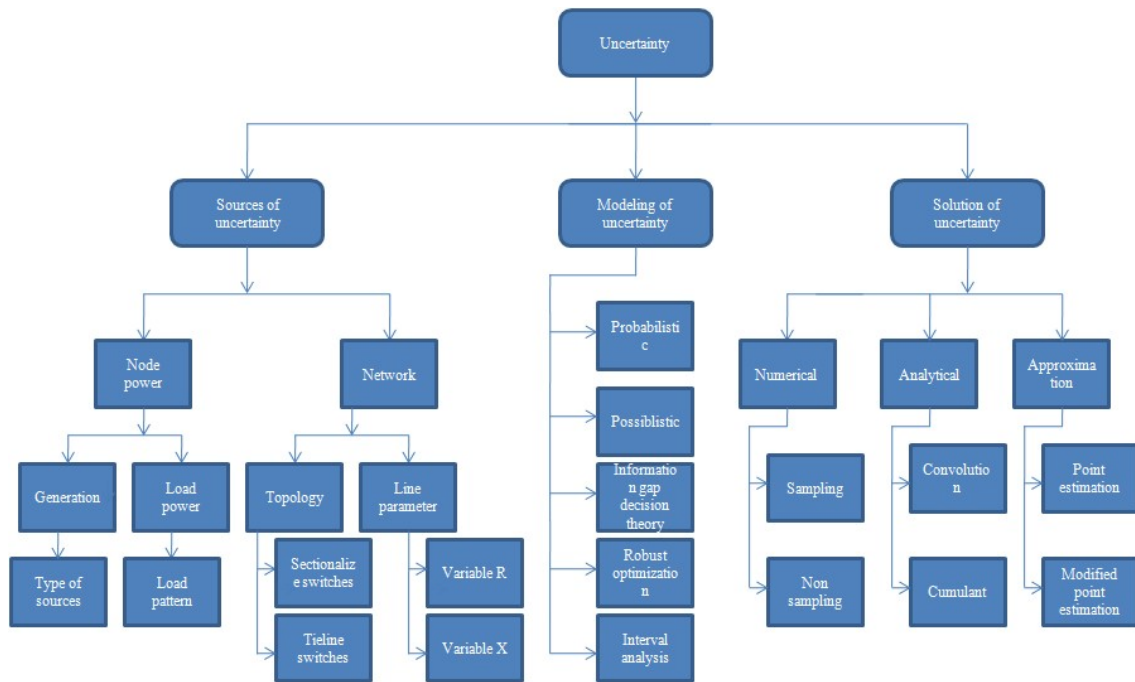 Uncertainty
Sources of
uncertainty
Modeling of
uncertainty
Solution of
uncertainty
Node
power
Network
Probabilisti
c
Numerical
Analytical
Approxima
tion
Possiblistic
Generation
Load
power
Topology
Line
parameter
Informatio
n gap
decision
theory
Sampling
Convolutio
n
Point
estimation
Type of
sources
Load
pattern
Sectionaliz
e switches
Variable R
Robust
optimizatio
n
Non
sampling
Cumulant
Modified
point
estimation
Tieline
switches
Variable X
Interval
analysis